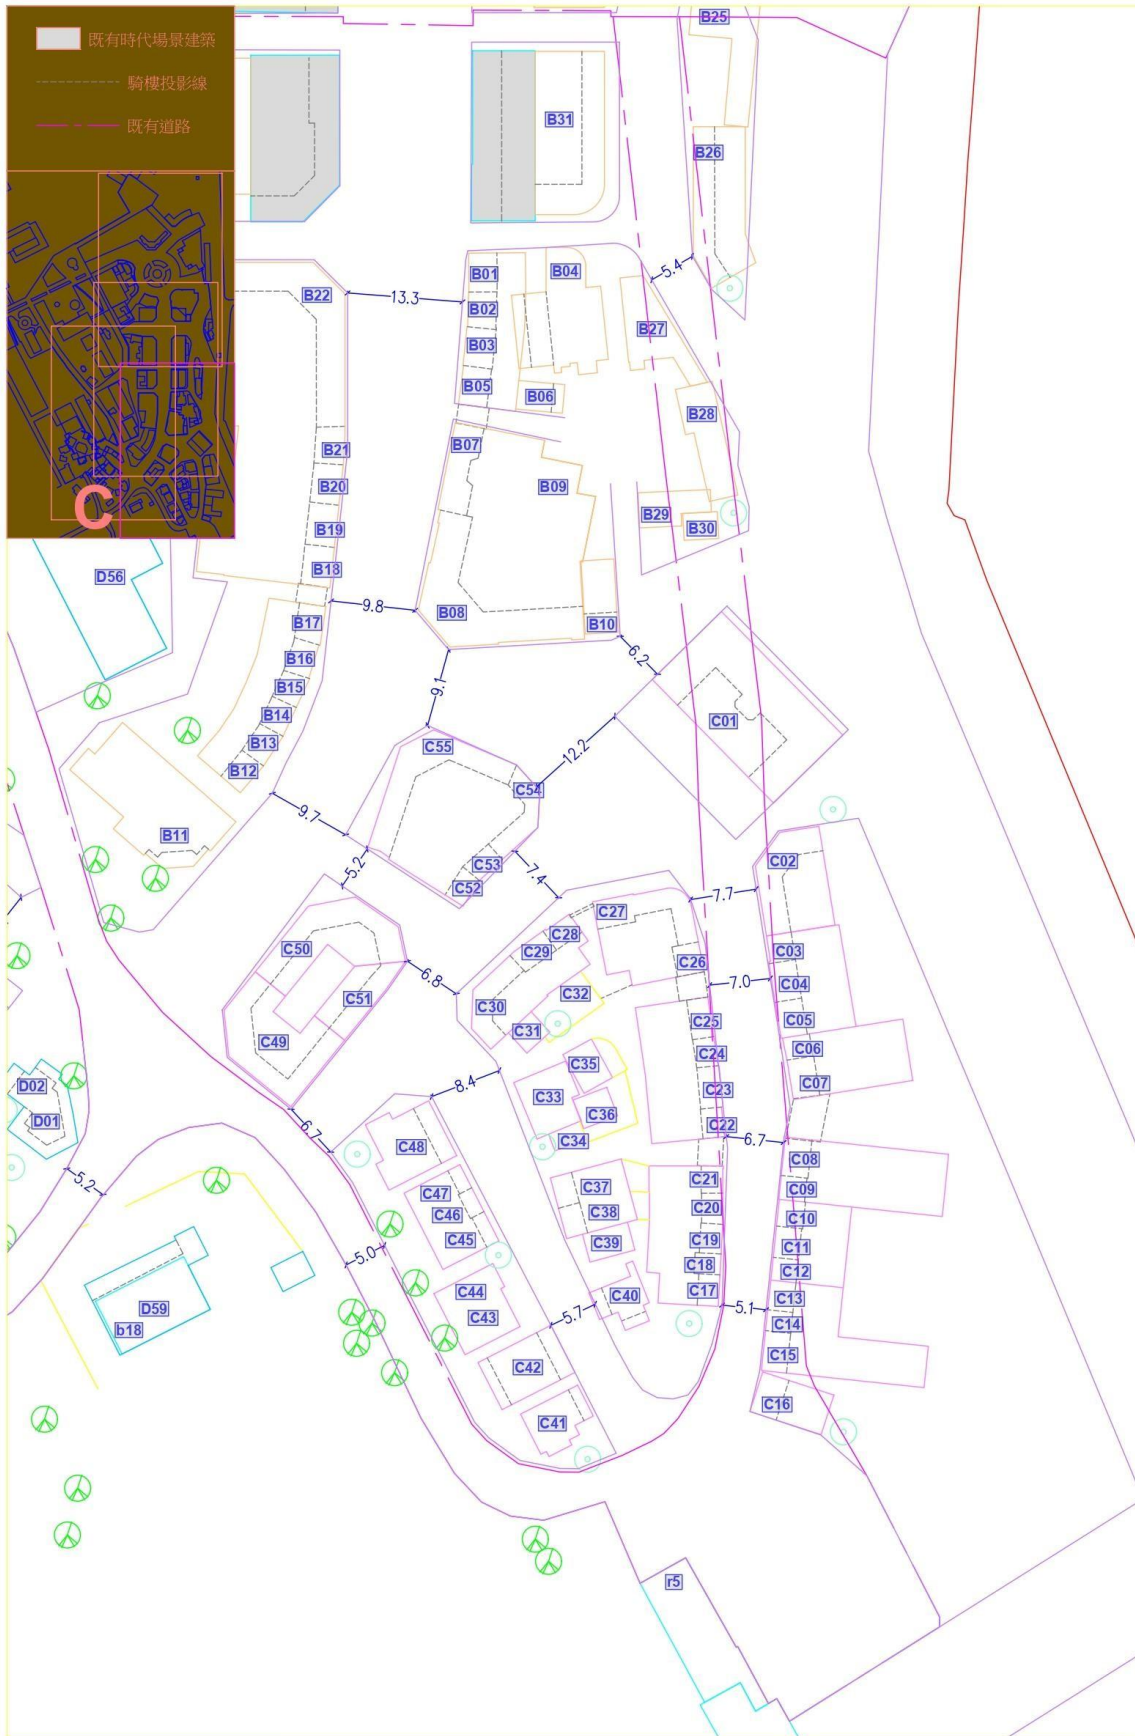 既有時代場景建築
騎樓投影線
既有道路
C
B25
B31
B26
B22
13.3
B01
B04
5.4
B02
B27
B03
B05
B06
B28
B21
B07
B20
B09
B29
B30
B19
D56
B18
9.8
B08
B10
B17
6.2
B16
9.1
B15
B14
C01
B13
C55
12.2
B12
C54
9.7
B11
5.2
C53
C52
7.4
C02
7.7
C27
C28
C50
C29
C03
C26
6.8
7.0
C04
C51
C32
C30
C25
C05
C31
C49
C06
C24
C35
8.4
C07
D02
C23
C33
C36
D01
C22
6.7
C34
6.7
C48
C08
5.2
C21
C37
C09
C47
C20
C38
C46
C10
C19
C39
C45
C11
5.0
C18
C12
C44
C17
C40
C13
D59
5.7
5.1
C43
C14
b18
C15
C42
C16
C41
r5